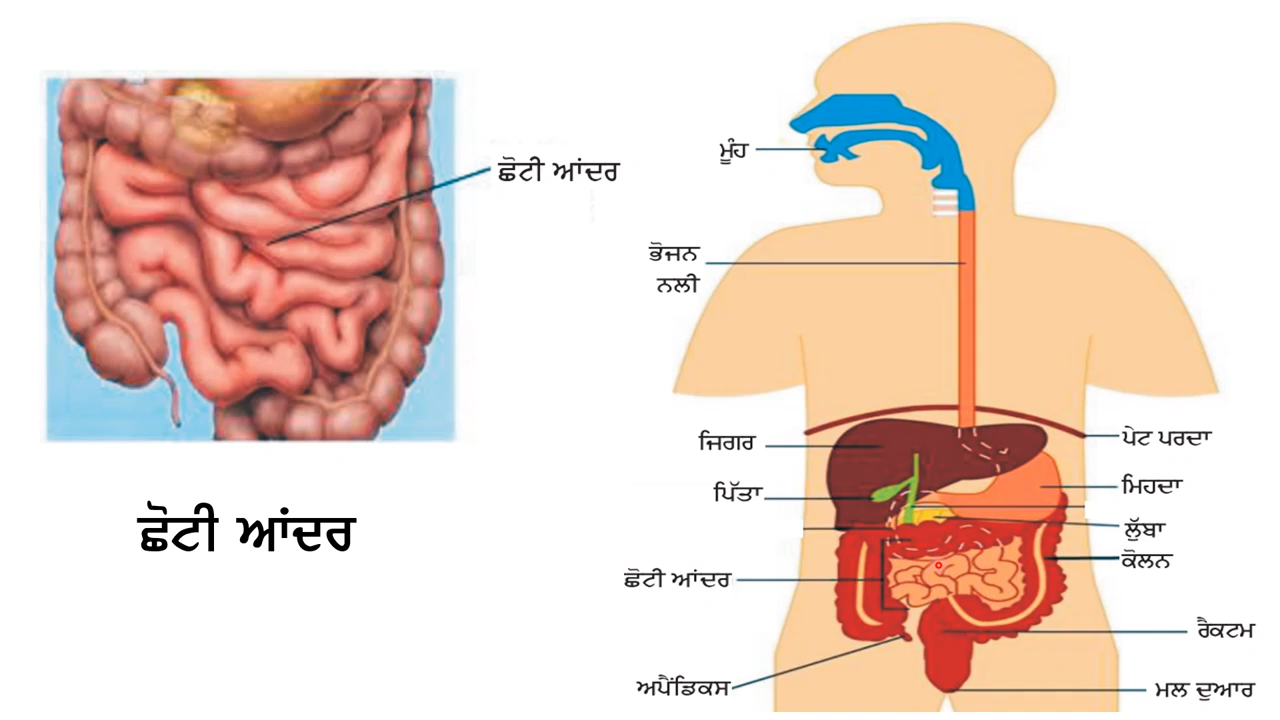 ਛੋਟੀ ਆਂਦਰ
ਛੋਟੀ ਆਂਦਰ
ਮੂੰਹ
ਭੋਜਨ
ਨਲੀ
ਜਿਗਰ
ਪਿੱਤਾ
ਛੋਟੀ ਆਂਦਰ
ਅਪੈਂਡਿਕਸ
ਪੇਟ ਪਰਦਾ
ਮਿਹਦਾ
ਲੁੱਬਾ
ਕੋਲਨ
ਰੈਕਟਮ
ਮਲ ਦੁਆਰ